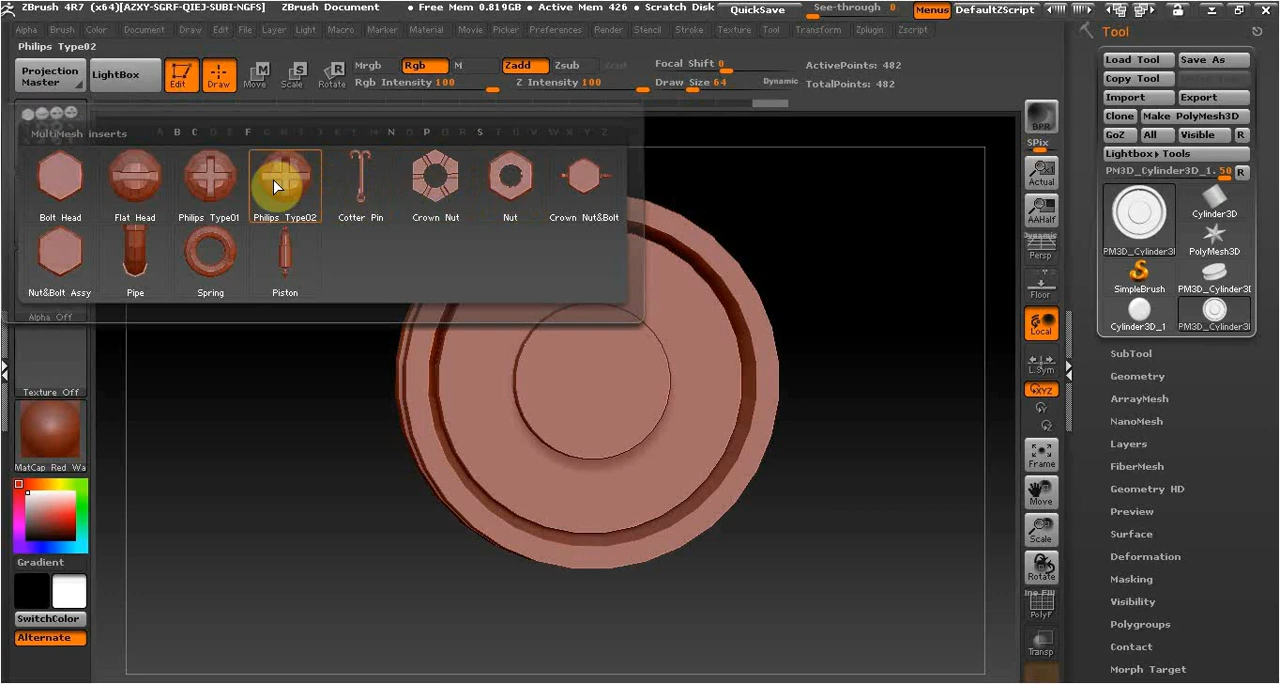 ZBrush 4R7 (x64)[AZXY-SGRF-QIEJ-SUBI-NGFS] ZBrush Document • Free Mem 0.819GB • Active Mem 426 • Scratch Disk QuickSave See-through 0 Menus DefaultZScript
Alpha Brush Color Document Draw Edit File Layer Light Macro Marker Material Movie Picker Preferences Render Stencil Stroke Texture Tool Transform Zplugin Zscript
Philips Type02
Projection Master
LightBox
Edit
Draw
Move
Scale
Rotate
Mrgb Rgb M
Rgb Intensity 100
Zadd Zsub
Z Intensity 100
Focal Shift 0
Draw Size 64 Dynamic
ActivePoints: 482
TotalPoints: 482
MultiMesh inserts
B C F N P S
Bolt Head Flat Head Philips Type01 Philips Type02 Cotter Pin Crown Nut Nut Crown Nut&Bolt
Nut&Bolt Assy Pipe Spring Piston
Alpha Off
Texture Off
MatCap Red Wa
Gradient
SwitchColor
Alternate
BPR
SPix
Actual
AAHalf
Dynamic
Persp
Floor
Local
L.Sym
XYZ
Frame
Move
Scale
Rotate
Line Fill
PolyF
Transp
Tool
Load Tool Save As
Copy Tool
Import Export
Clone Make PolyMesh3D
GoZ All Visible R
Lightbox▸Tools
PM3D_Cylinder3D_1. 50 R
PM3D_Cylinder3D
Cylinder3D
PolyMesh3D
SimpleBrush PM3D_Cylinder3D
Cylinder3D_1 PM3D_Cylinder3D
SubTool
Geometry
ArrayMesh
NanoMesh
Layers
FiberMesh
Geometry HD
Preview
Surface
Deformation
Masking
Visibility
Polygroups
Contact
Morph Target